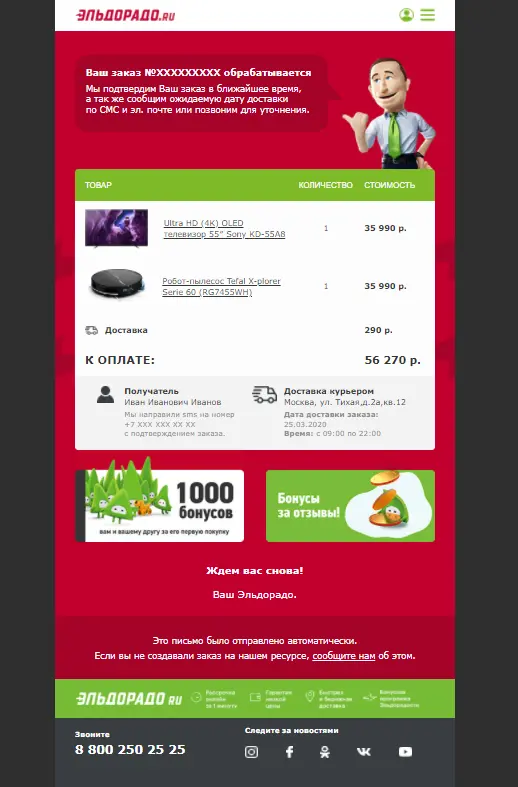 ЭЛЬДОРАДО.RU
Ваш заказ №XXXXXXXXX обрабатывается
Мы подтвердим Ваш заказ в ближайшее время,
а так же сообщим ожидаемую дату доставки
по СМС и эл. почте или позвоним для уточнения.
ТОВАР КОЛИЧЕСТВО СТОИМОСТЬ
Ultra HD (4K) OLED
телевизор 55" Sony KD-55A8 1 35 990 р.
Робот-пылесос Tefal X-plorer
Serie 60 (RG7455WH) 1 35 990 р.
Доставка 290 р.
К ОПЛАТЕ: 56 270 р.
Получатель
Иван Иванович Иванов
Мы направили sms на номер
+7 XXX XXX XX XX
с подтверждением заказа.
Доставка курьером
Москва, ул. Тихая,д.2а,кв.12
Дата доставки заказа:
25.03.2020
Время: с 09:00 по 22:00
1000
бонусов
вам и вашему другу за его первую покупку
Бонусы
за отзывы!
Ждем вас снова!
Ваш Эльдорадо.
Это письмо было отправлено автоматически.
Если вы не создавали заказ на нашем ресурсе, сообщите нам об этом.
ЭЛЬДОРАДО RU
Рассрочка
онлайн
за 1 минуту
Гарантия
низкой
цены
Быстрая
и бережная
доставка
Бонусная
программа
Звоните
8 800 250 25 25
Следите за новостями